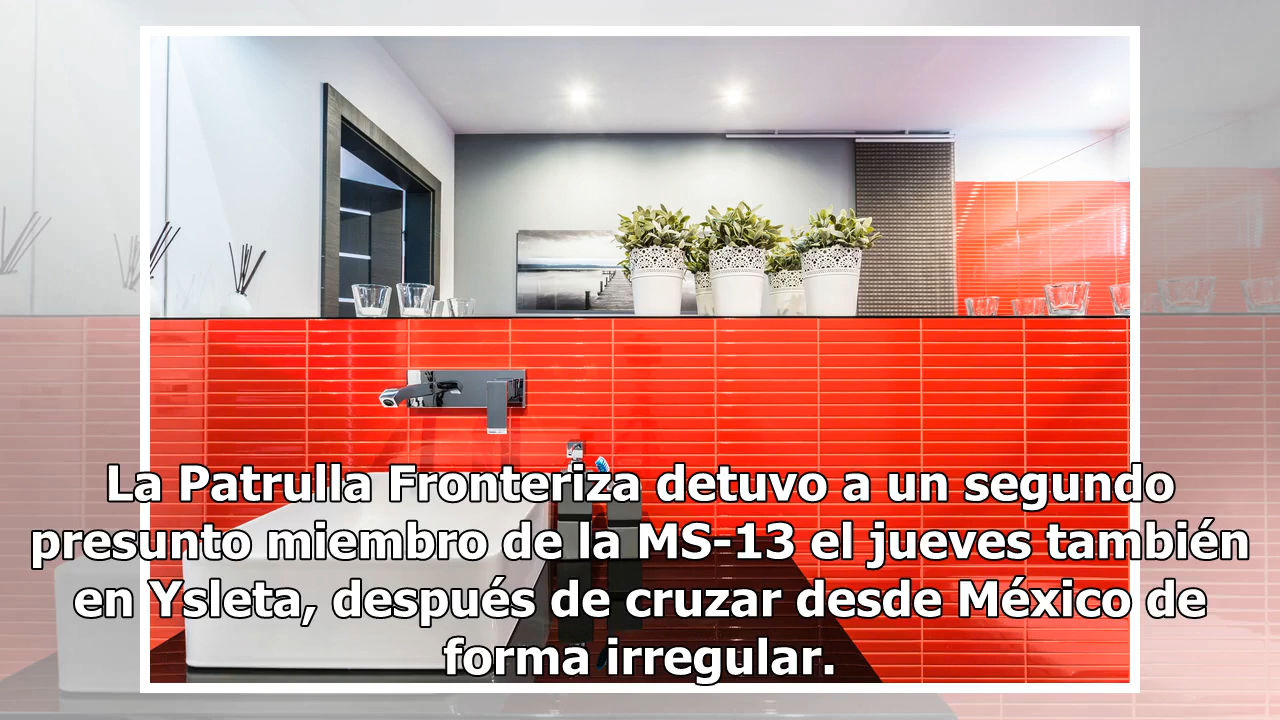 La Patrulla Fronteriza detuvo a un segundo
presunto miembro de la MS-13 el jueves también
en Ysleta, después de cruzar desde México de
forma irregular.